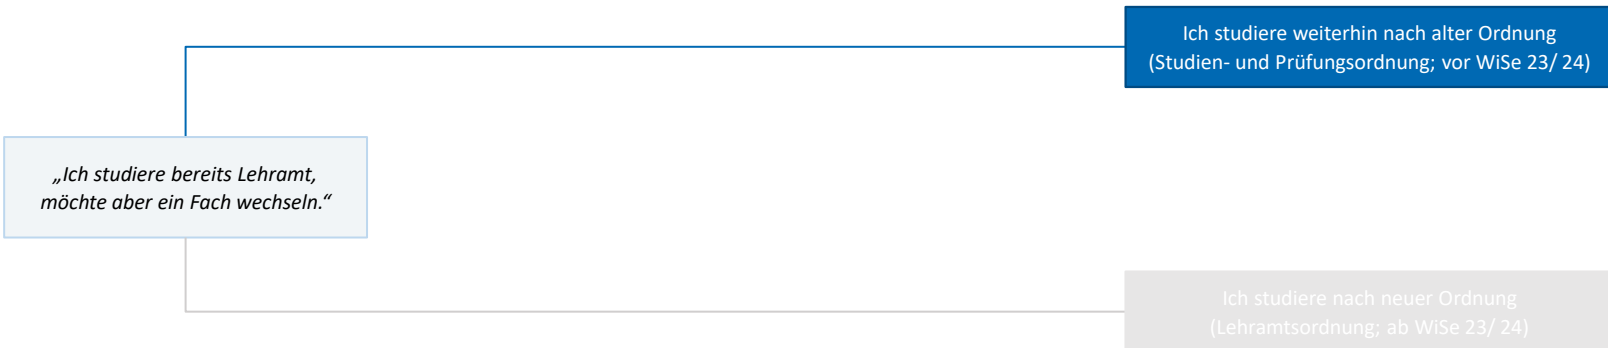 Ich studiere weiterhin nach alter Ordnung
(Studien- und Prüfungsordnung; vor WiSe 23/ 24)
„Ich studiere bereits Lehramt,
möchte aber ein Fach wechseln.“
Ich studiere nach neuer Ordnung
(Lehramtsordnung; ab WiSe 23/ 24)